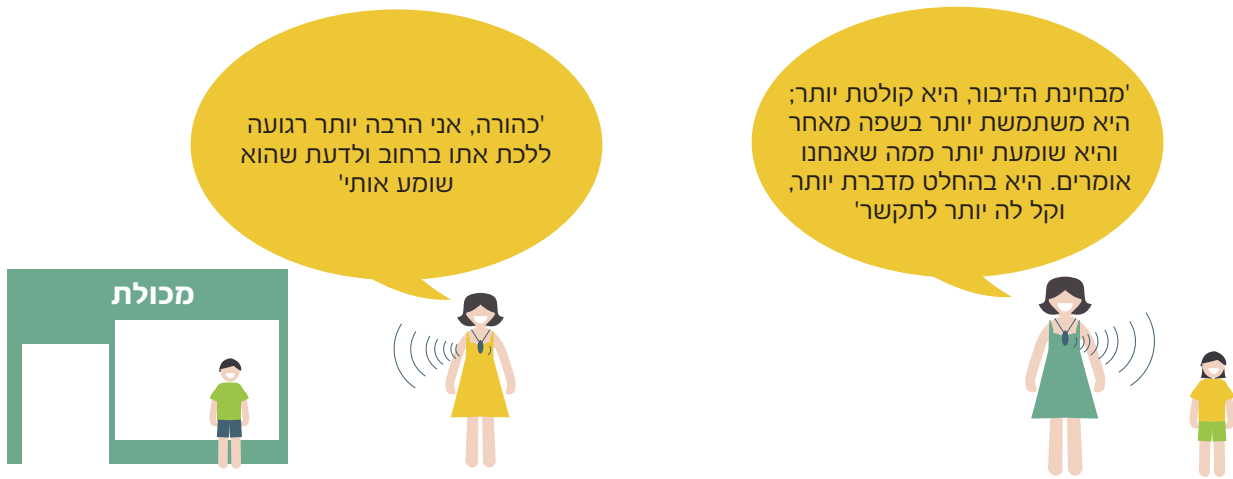 'מבחינת הדיבור, היא קולטת יותר;
היא משתמשת יותר בשפה מאחר
והיא שומעת יותר ממה שאנחנו
אומרים. היא בהחלט מדברת יותר,
וקל לה יותר לתקשר'
'כהורה, אני הרבה יותר רגועה
ללכת אתו ברחוב ולדעת שהוא
שומע אותי'
מכולת